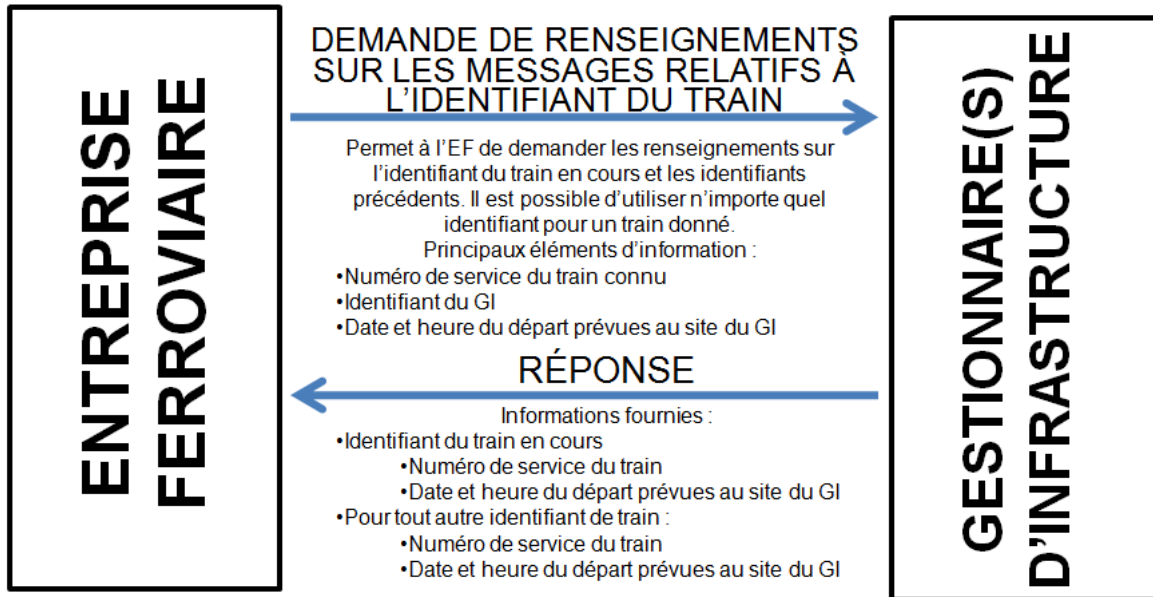 ENTREPRISE
FERROVIAIRE
DEMANDE DE RENSEIGNEMENTS
SUR LES MESSAGES RELATIFS À
L'IDENTIFIANT DU TRAIN
Permet à l'EF de demander les renseignements sur
l'identifiant du train en cours et les identifiants
précédents. Il est possible d'utiliser n'importe quel
identifiant pour un train donné.
Principaux éléments d'information :
•Numéro de service du train connu
•Identifiant du GI
•Date et heure du départ prévues au site du GI
RÉPONSE
Informations fournies :
•Identifiant du train en cours
•Numéro de service du train
•Date et heure du départ prévues au site du GI
•Pour tout autre identifiant de train :
•Numéro de service du train
•Date et heure du départ prévues au site du GI
GESTIONNAIRE(S)
D'INFRASTRUCTURE